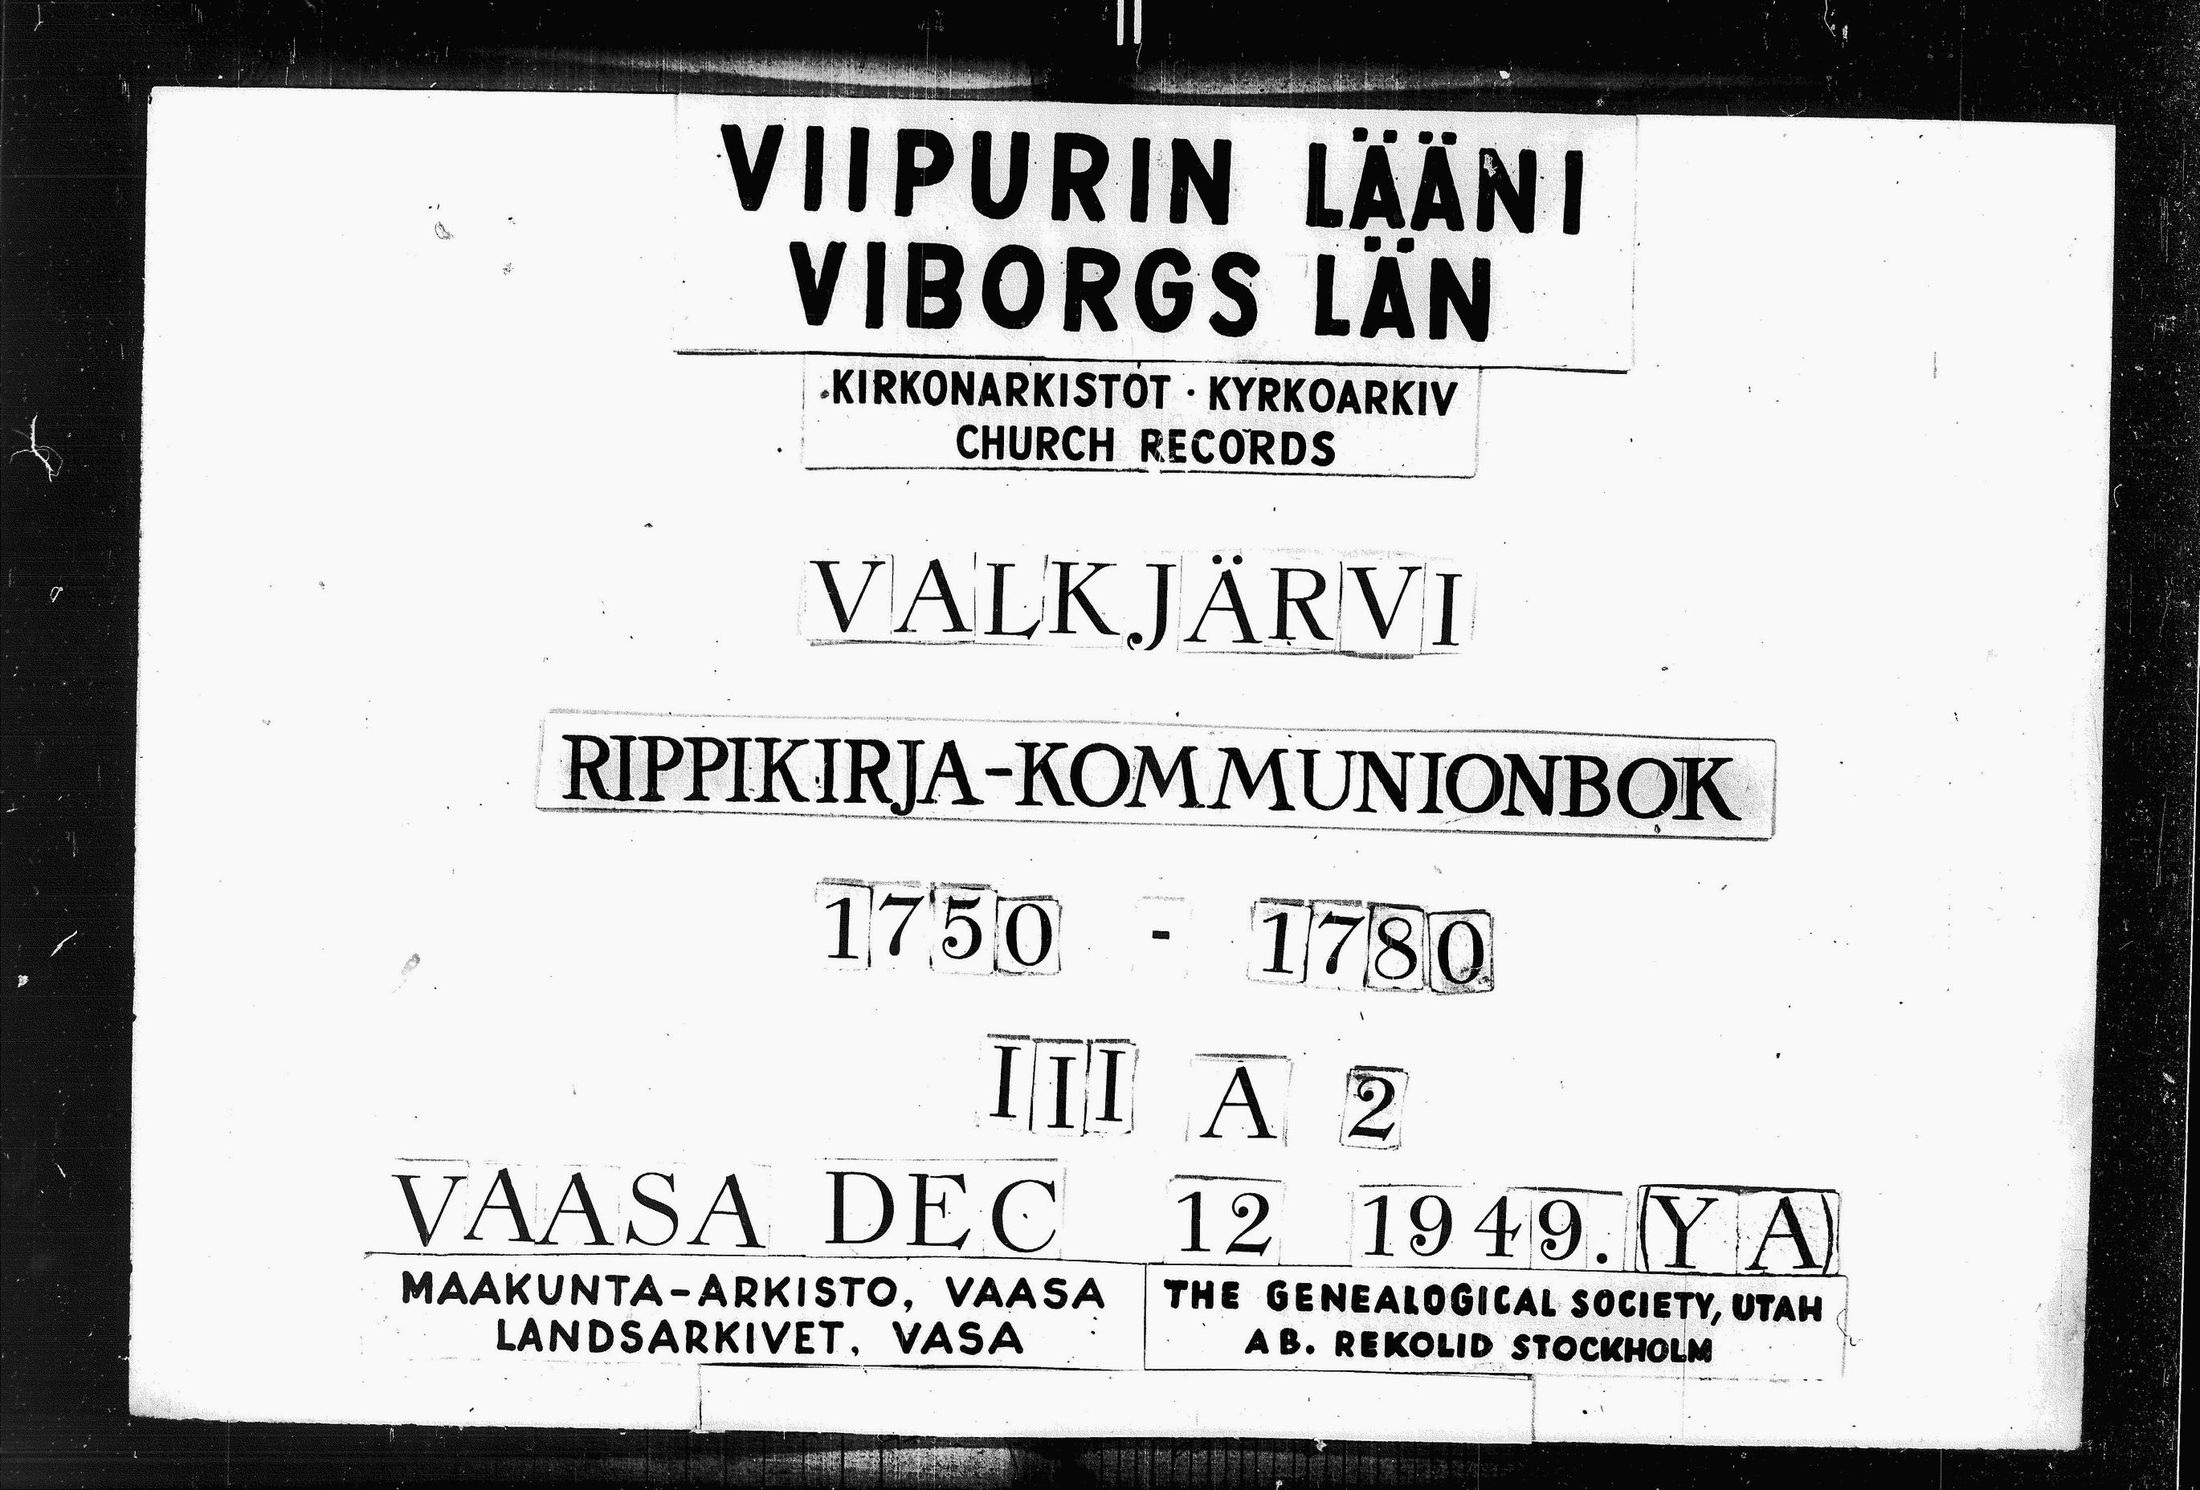 VIIPURIN LÄÄNI
VIBORGS LÄN
KIRKONARKISTOT · KYRKOARKIV
CHURCH RECORDS
VALKJÄRVI
RIPPIKIRJA-KOMMUNIONBOK
1750 - 1780
III A 2
VAASA DEC 12 1949. (YA)
MAAKUNTA-ARKISTO, VAASA
LANDSARKIVET, VASA
THE GENEALOGICAL SOCIETY, UTAH
AB. REKOLID STOCKHOLM